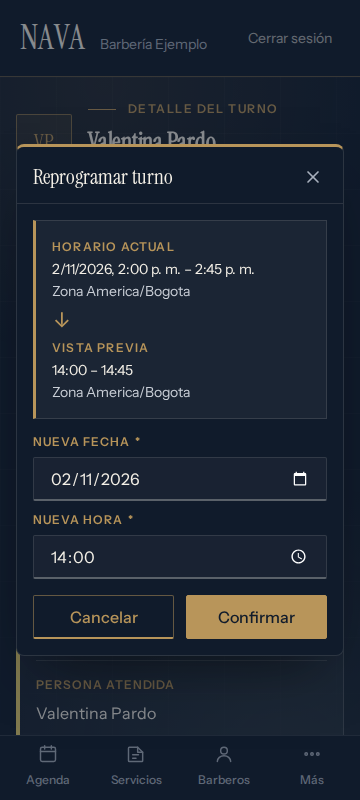 NAVA
Barbería Ejemplo
Cerrar sesión
DETALLE DEL TURNO
VP
Valentina Pardo
Reprogramar turno
HORARIO ACTUAL
2/11/2026, 2:00 p. m. – 2:45 p. m.
Zona America/Bogota
VISTA PREVIA
14:00 – 14:45
Zona America/Bogota
NUEVA FECHA *
02/11/2026
NUEVA HORA *
14:00
Cancelar
Confirmar
PERSONA ATENDIDA
Valentina Pardo
Agenda
Servicios
Barberos
Más